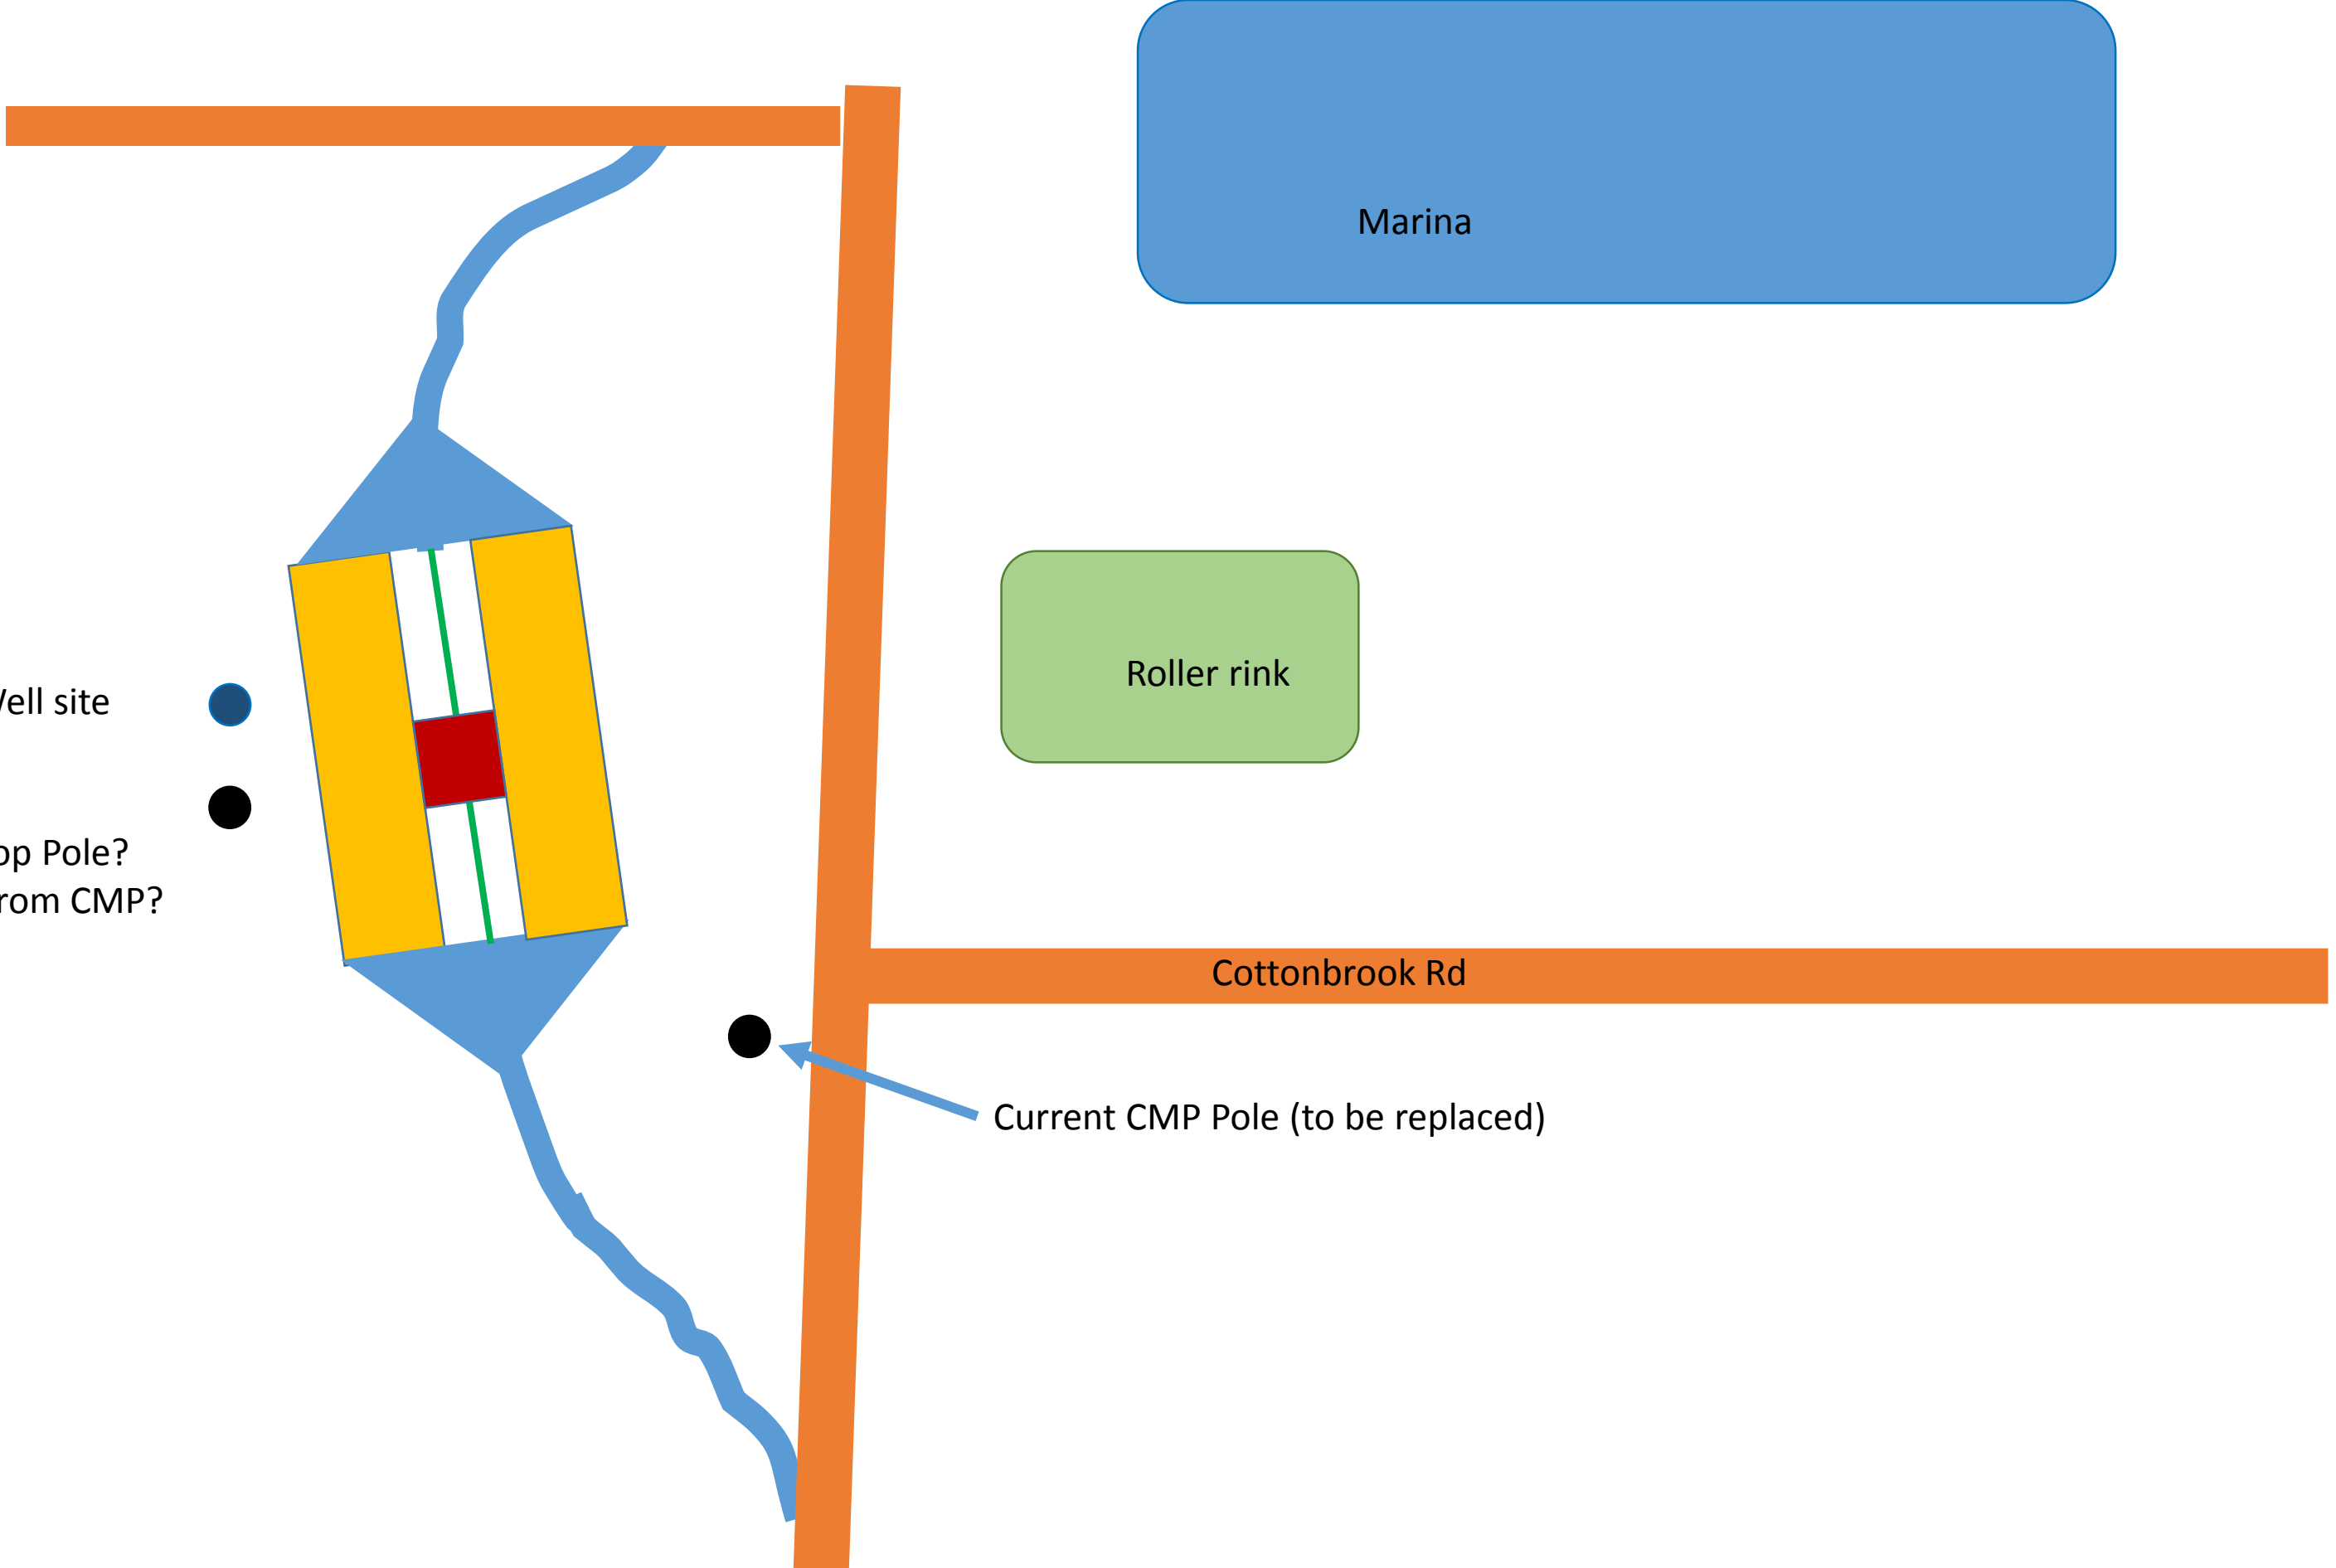 Marina
Roller rink
ell site
op Pole?
rom CMP?
Cottonbrook Rd
Current CMP Pole (to be replaced)